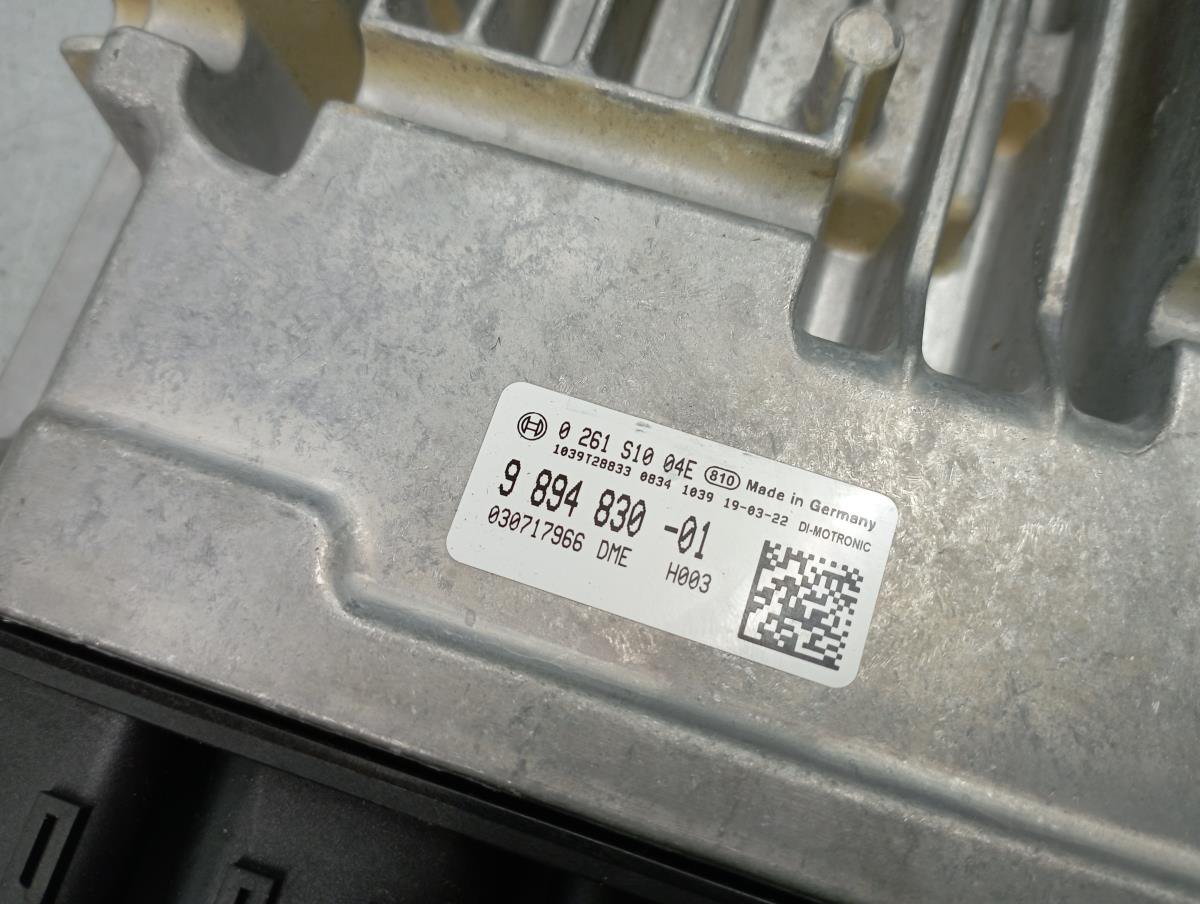 0 261 S10 04E 810 Made in Germany
1039T28833 0834 1039 19-03-22 DI-MOTRONIC
9 894 830 -01
030717966 DME H003